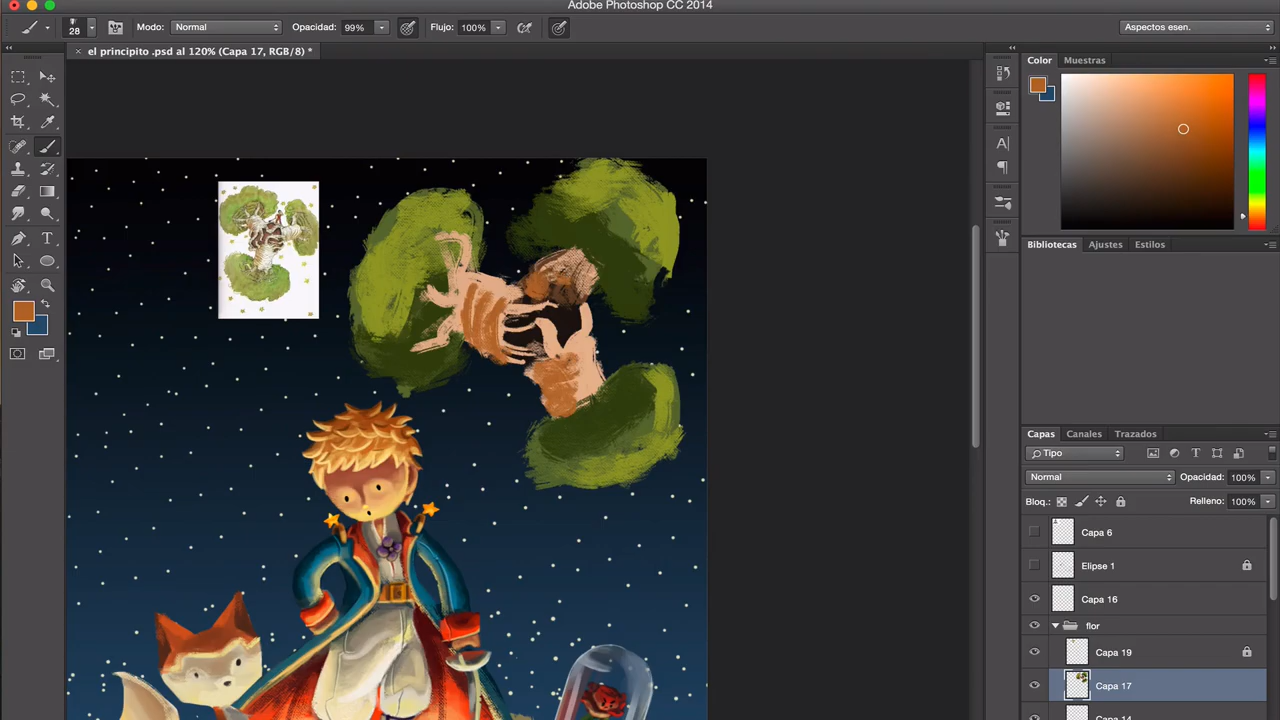 Adobe Photoshop CC 2014
28
Modo: Normal
Opacidad: 99%
Flujo: 100%
Aspectos esen.
× el principito .psd al 120% (Capa 17, RGB/8) *
Color
Muestras
Bibliotecas
Ajustes
Estilos
Capas
Canales
Trazados
Tipo
Normal
Opacidad: 100%
Bloq.:
Relleno: 100%
Capa 6
Elipse 1
Capa 16
flor
Capa 19
Capa 17
Capa 14